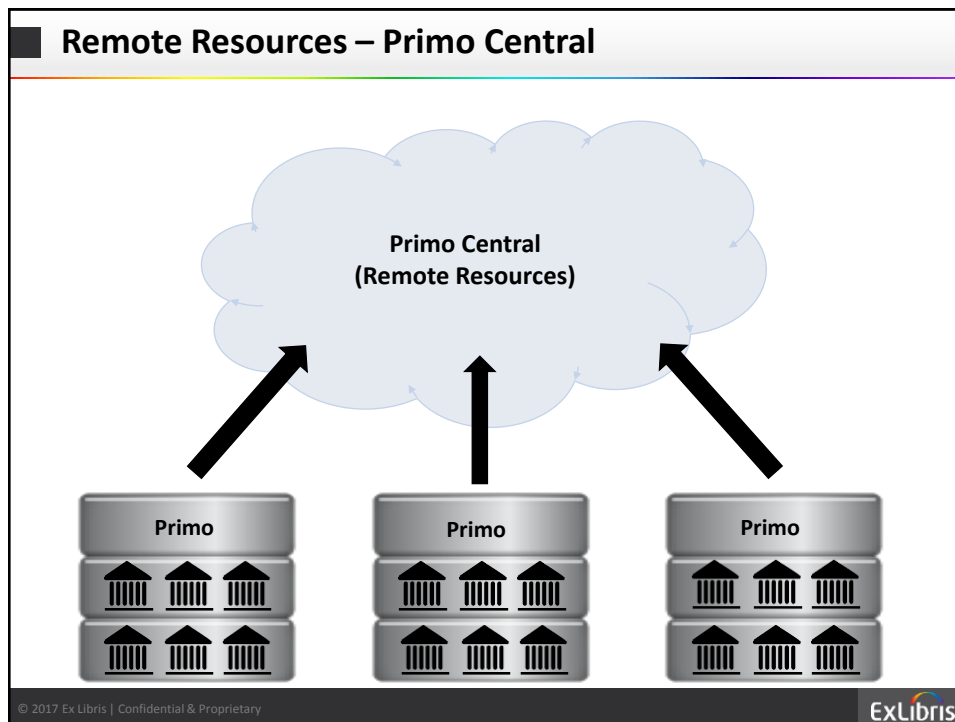 Remote Resources – Primo Central
Primo Central
(Remote Resources)
Primo
Primo
Primo
© 2017 Ex Libris | Confidential & Proprietary
ExLibris